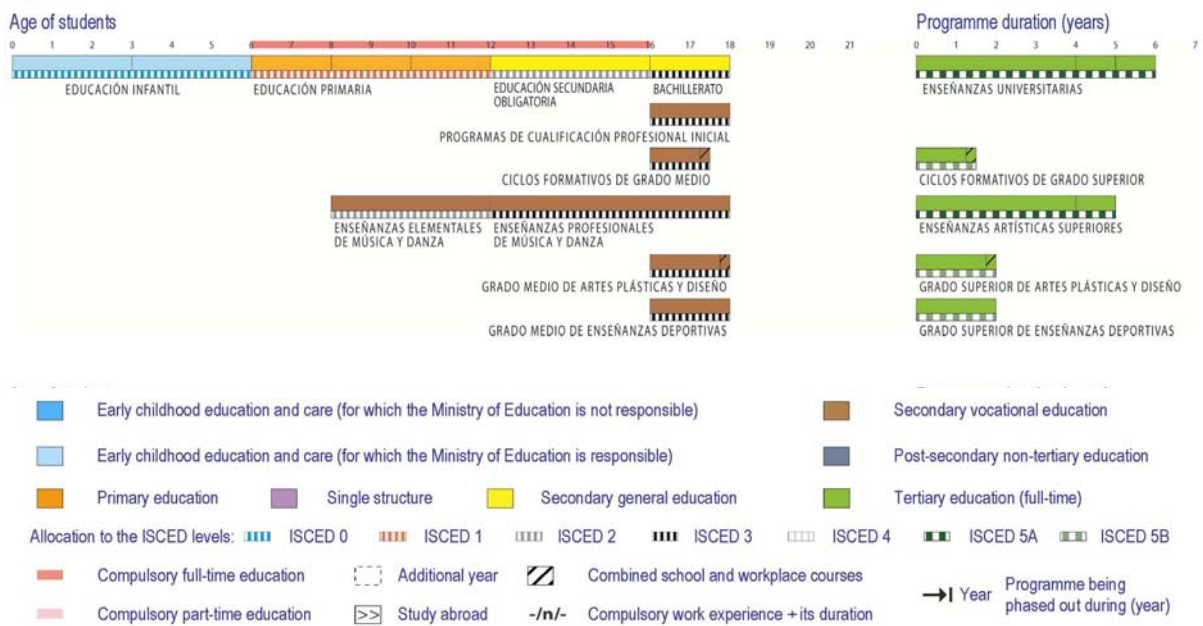 Age of students
Programme duration (years)
0 1 2 3 4 5 6 7 8 9 10 11 12 13 14 15 16 17 18 19 20 21
0 1 2 3 4 5 6 7
EDUCACIÓN INFANTIL
EDUCACIÓN PRIMARIA
EDUCACIÓN SECUNDARIA
OBLIGATORIA
BACHILLERATO
ENSEÑANZAS UNIVERSITARIAS
PROGRAMAS DE CUALIFICACIÓN PROFESIONAL INICIAL
CICLOS FORMATIVOS DE GRADO MEDIO
CICLOS FORMATIVOS DE GRADO SUPERIOR
ENSEÑANZAS ELEMENTALES
DE MÚSICA Y DANZA
ENSEÑANZAS PROFESIONALES
DE MÚSICA Y DANZA
ENSEÑANZAS ARTÍSTICAS SUPERIORES
GRADO MEDIO DE ARTES PLÁSTICAS Y DISEÑO
GRADO SUPERIOR DE ARTES PLÁSTICAS Y DISEÑO
GRADO MEDIO DE ENSEÑANZAS DEPORTIVAS
GRADO SUPERIOR DE ENSEÑANZAS DEPORTIVAS
Early childhood education and care (for which the Ministry of Education is not responsible)
Secondary vocational education
Early childhood education and care (for which the Ministry of Education is responsible)
Post-secondary non-tertiary education
Primary education
Single structure
Secondary general education
Tertiary education (full-time)
Allocation to the ISCED levels: ISCED 0 ISCED 1 ISCED 2 ISCED 3 ISCED 4 ISCED 5A ISCED 5B
Compulsory full-time education
Additional year
Combined school and workplace courses
Year
Programme being
phased out during (year)
Compulsory part-time education
>> Study abroad
-/n/- Compulsory work experience + its duration